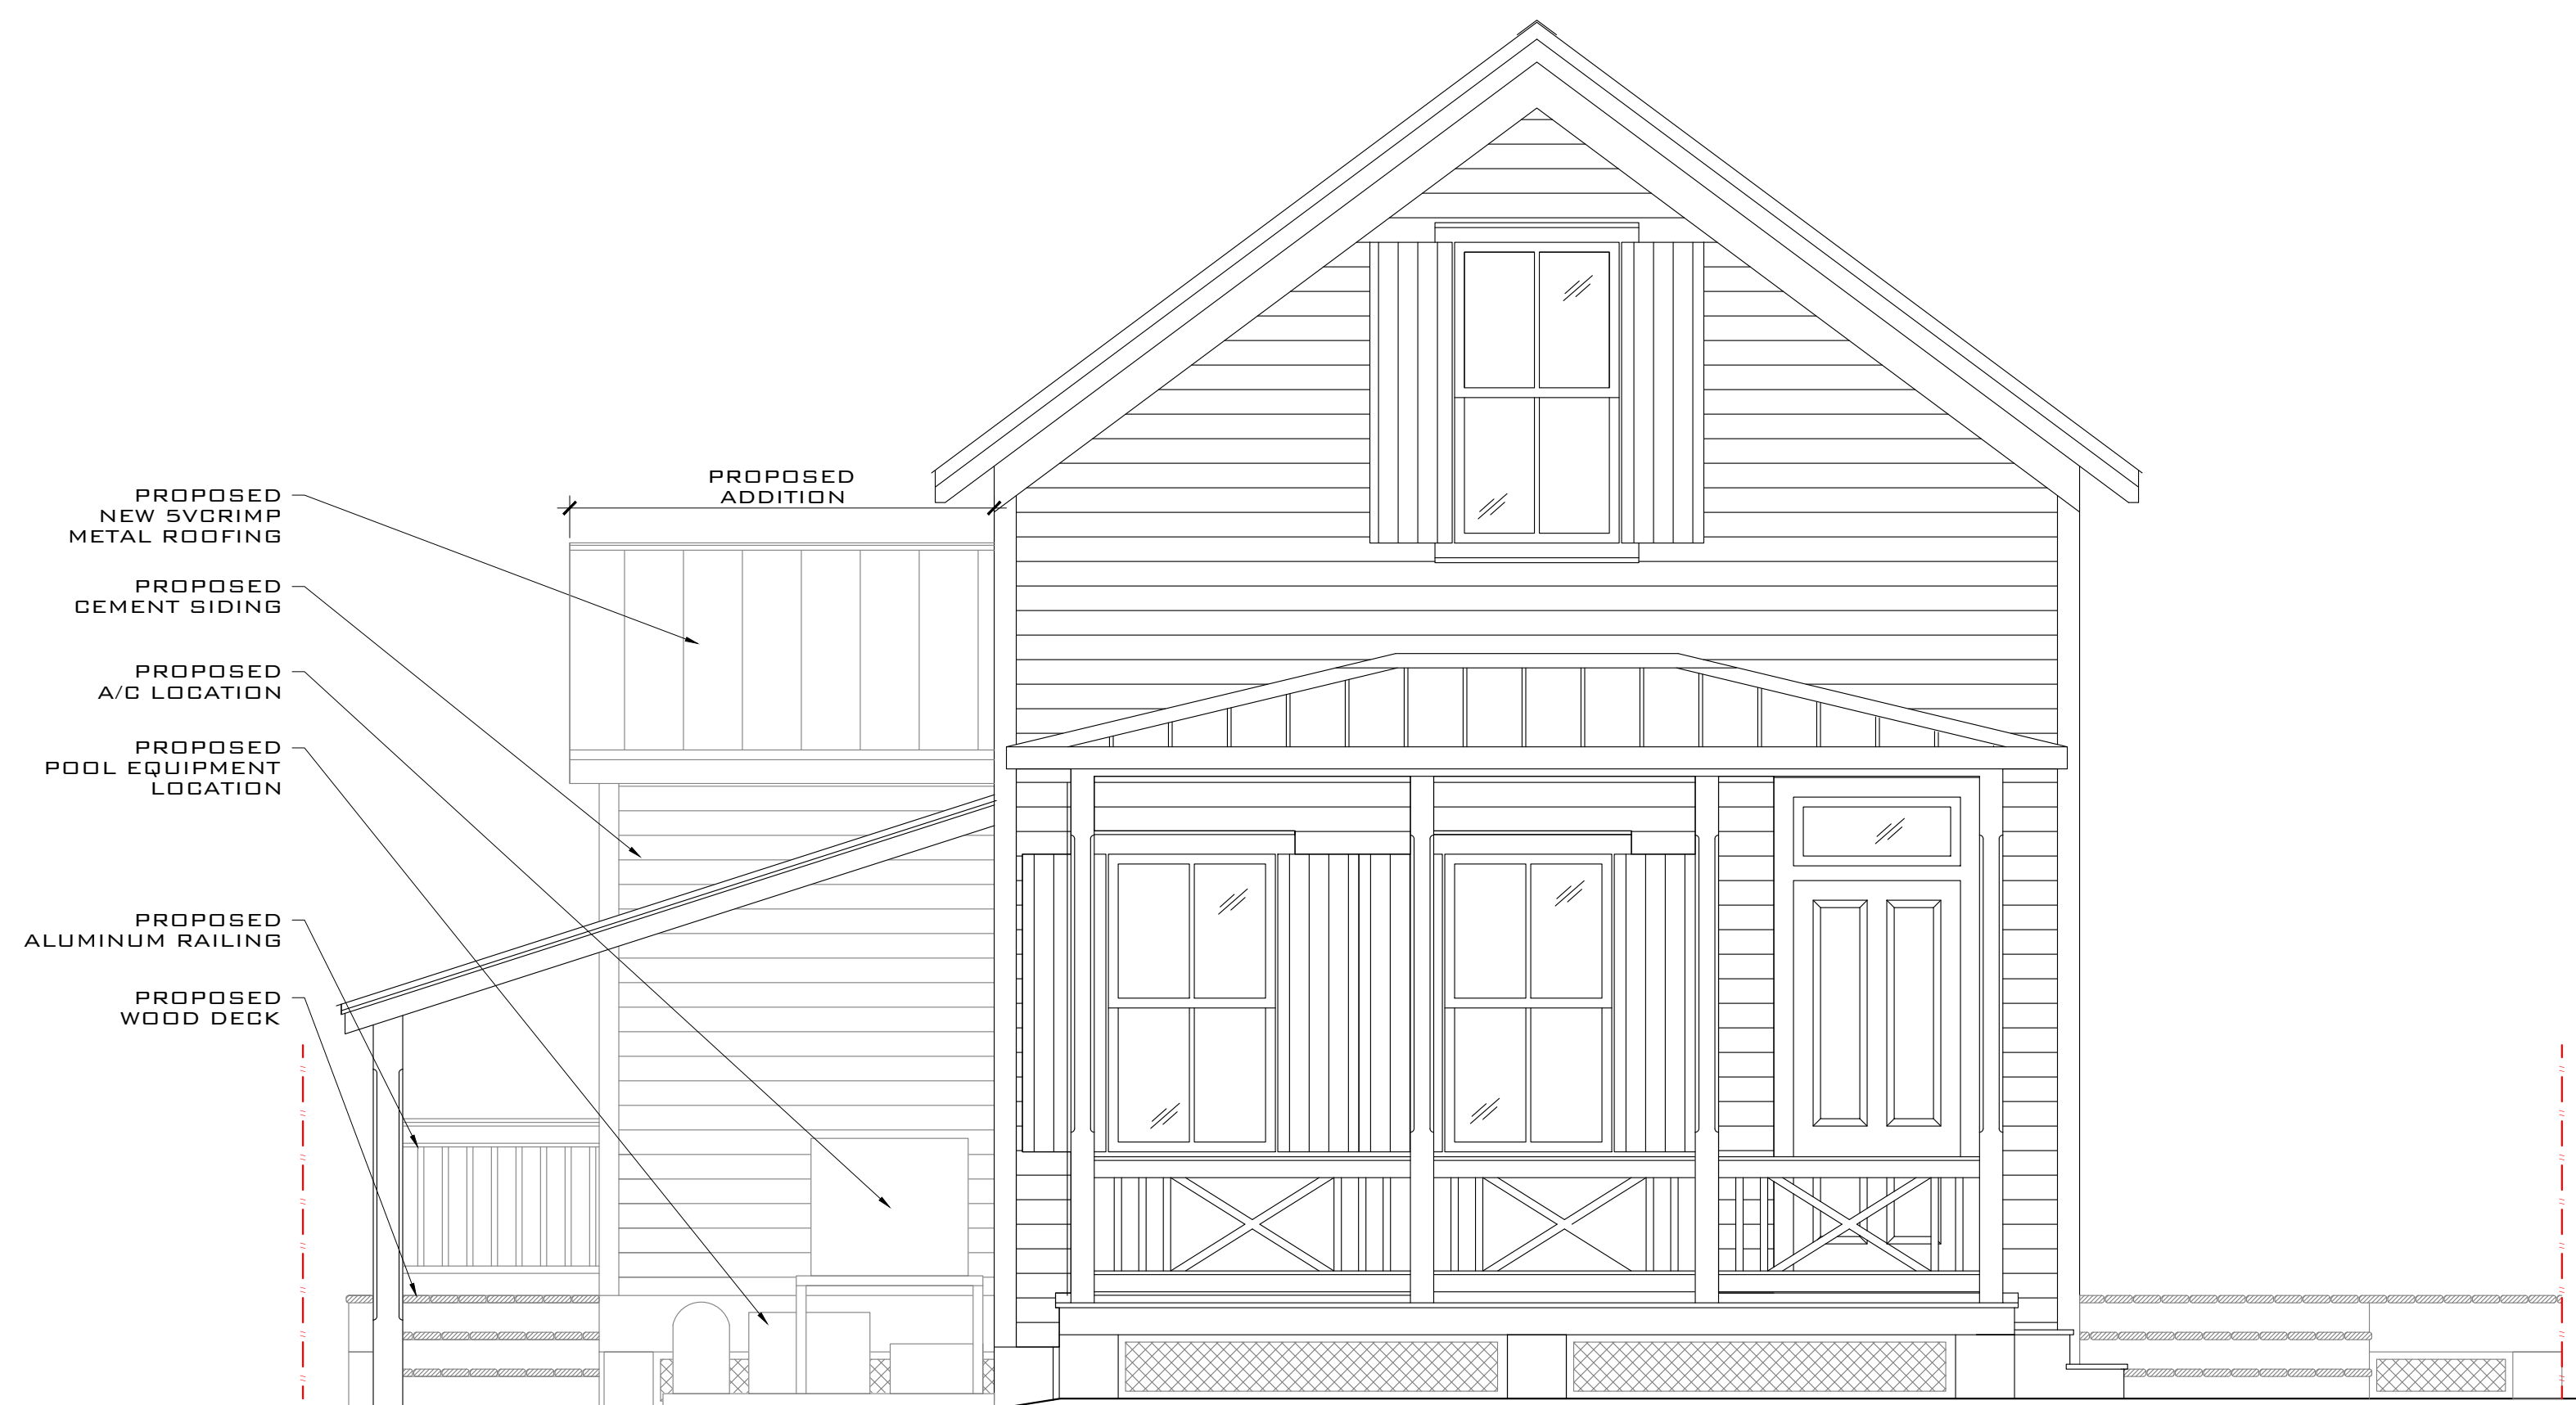 PROPOSED
ADDITION
PROPOSED
NEW 5VCRIMP
METAL ROOFING
PROPOSED
CEMENT SIDING
PROPOSED
A/C LOCATION
PROPOSED
POOL EQUIPMENT
LOCATION
PROPOSED
ALUMINUM RAILING
PROPOSED
WOOD DECK